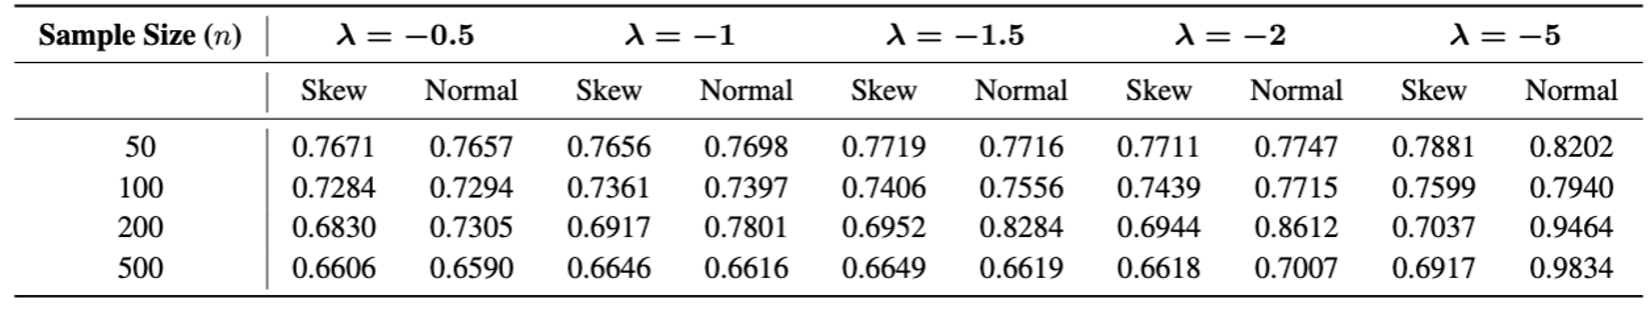 Sample Size (n) λ = −0.5 λ = −1 λ = −1.5 λ = −2 λ = −5
Skew Normal Skew Normal Skew Normal Skew Normal Skew Normal
50 0.7671 0.7657 0.7656 0.7698 0.7719 0.7716 0.7711 0.7747 0.7881 0.8202
100 0.7284 0.7294 0.7361 0.7397 0.7406 0.7556 0.7439 0.7715 0.7599 0.7940
200 0.6830 0.7305 0.6917 0.7801 0.6952 0.8284 0.6944 0.8612 0.7037 0.9464
500 0.6606 0.6590 0.6646 0.6616 0.6649 0.6619 0.6618 0.7007 0.6917 0.9834